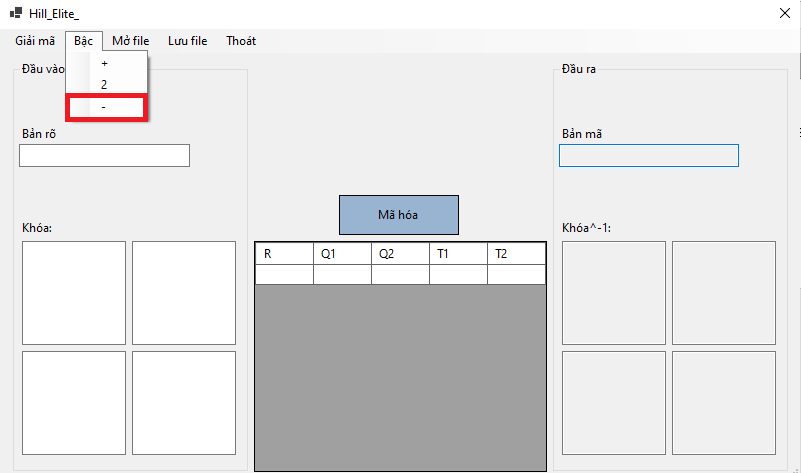 Hill_Elite_
Giải mã Bậc Mở file Lưu file Thoát
+
2
-
Đầu vào
Bản rõ
Khóa:
Mã hóa
R Q1 Q2 T1 T2
Đầu ra
Bản mã
Khóa^-1: